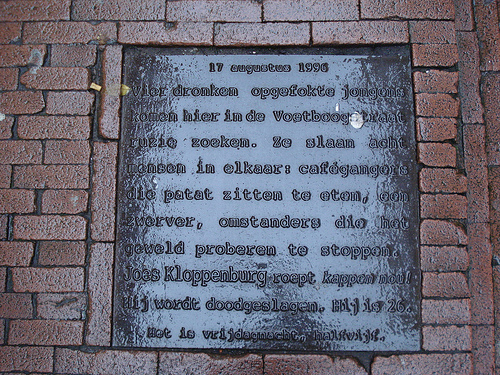 17 augustus 1996
Vier dronken opgefokte jongens
komen hier in de Voetboogstraat
ruzie zoeken. Ze slaan acht
mensen in elkaar: cafégangers
die patat zitten te eten, een
zwerver, omstanders die het
geweld proberen te stoppen.
Joes Kloppenburg roept kappen nou!
Hij wordt doodgeslagen. Hij is 26.
Het is vrijdagnacht, halfvijf.